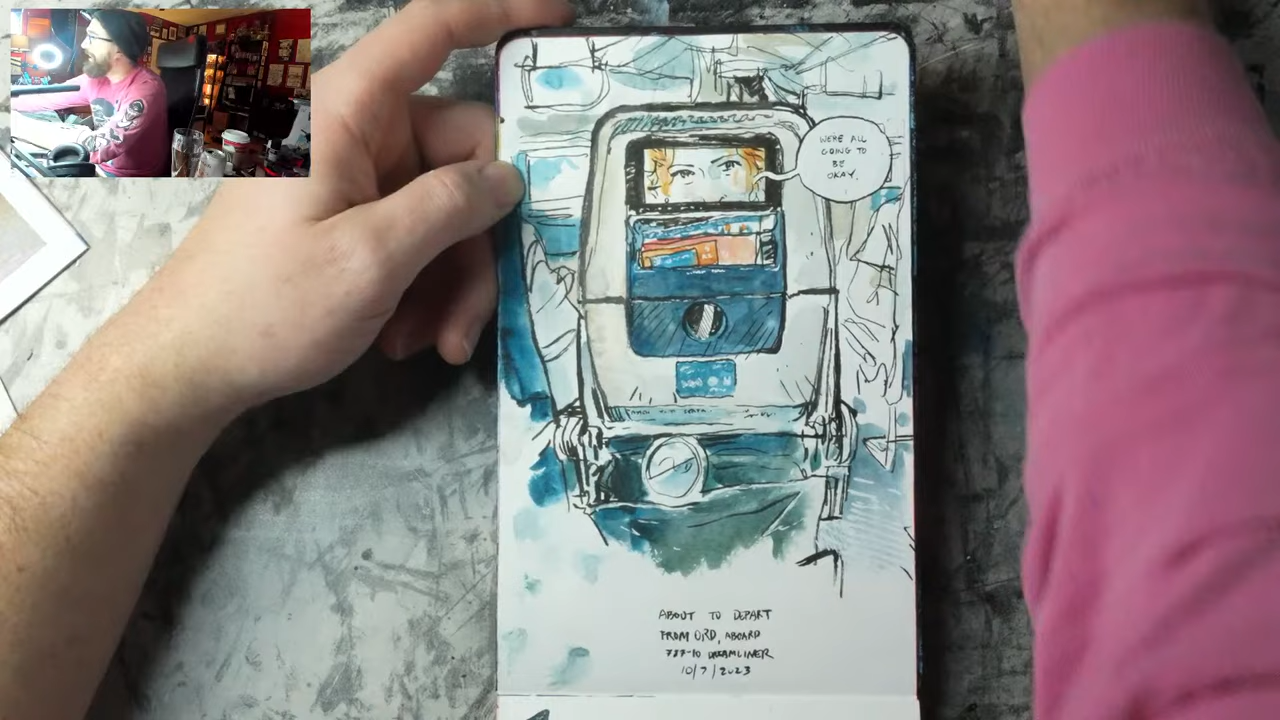 WE'RE ALL
GOING TO
BE
OKAY.
ABOUT TO DEPART
FROM ORD, ABOARD
787-10 DREAMLINER
10/7/2023